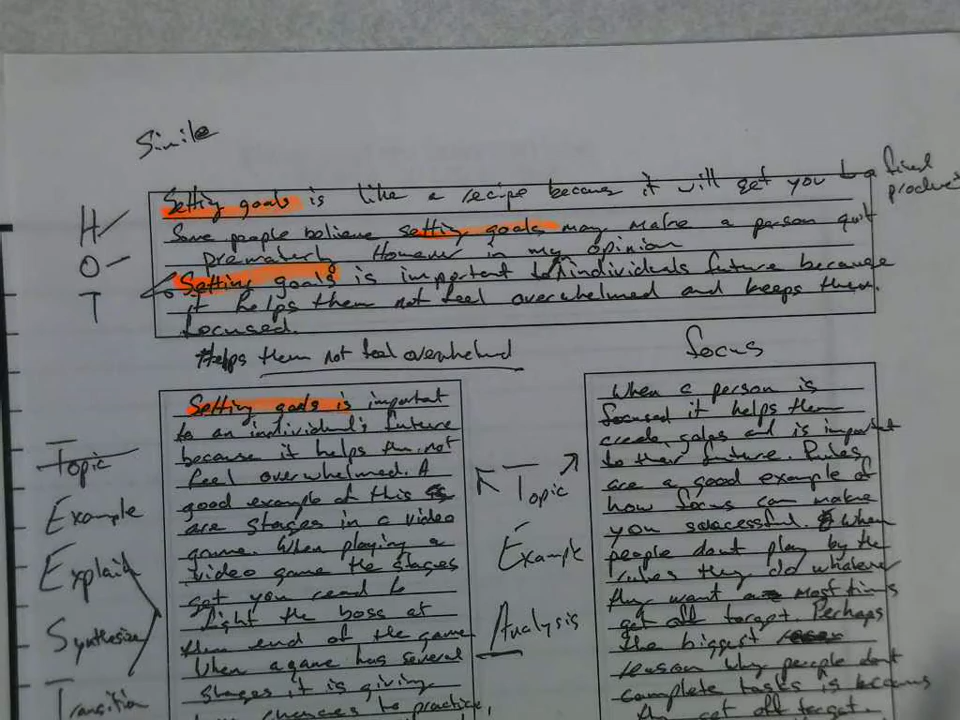 Simile
Setting goals is like a recipe because it will get you to a final
product
H
Some people believe setting goals may make a person quit
O
prematurely However in my opinion
T
Setting goals is important to individuals future because
it helps them not feel overwhelmed and keeps them
focused.
Helps them not feel overwhelmed
focus
Setting goals is important
to an individual's future
because it helps them not
feel overwhelmed. A
good example of this
are stages in a video
game. When playing a
video game the stages
get you ready to
fight the boss at
the end of the game
When a game has several
stages it is giving
chances to practice,
Topic
Example
Explain
Synthesize
Transition
Topic
Example
Analysis
When a person is
focused it helps them
create goals and is important
to their future. Rules
are a good example of
how focus can make
you successful. When
people dont play by the
rules they do whatever
they want Most times
get off target. Perhaps
the biggest
reason why people dont
complete tasks is because
they get off target.